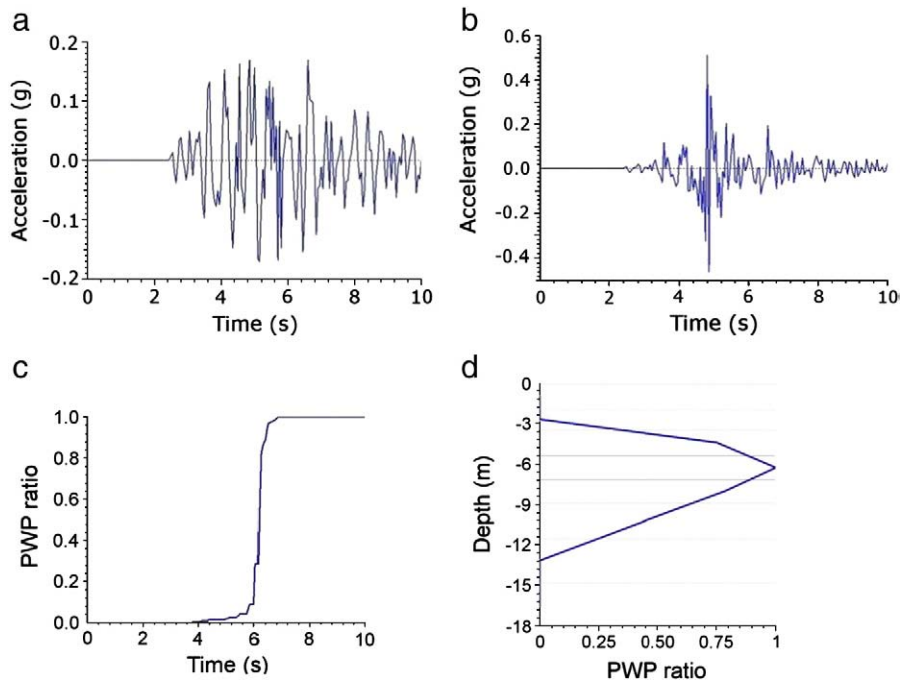 a
0.2
0.1
0.0
-0.1
-0.2
Acceleration (g)
0 2 4 6 8 10
Time (s)
b
0.6
0.4
0.2
0.0
-0.2
-0.4
Acceleration (g)
0 2 4 6 8 10
Time (s)
c
1.0
0.8
0.6
0.4
0.2
0.0
PWP ratio
0 2 4 6 8 10
Time (s)
d
0
-3
-6
-9
-12
-15
-18
Depth (m)
0 0.25 0.50 0.75 1
PWP ratio